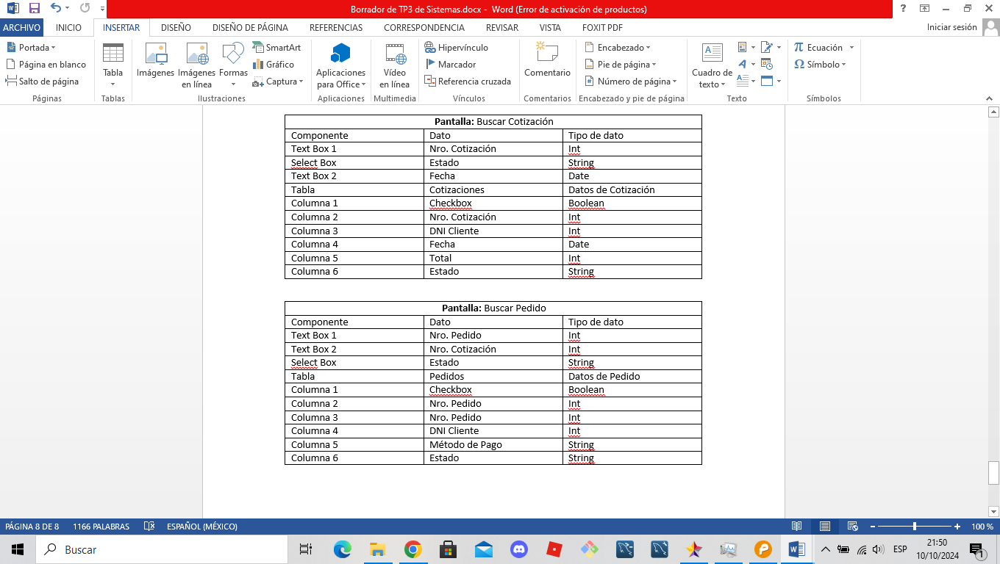 Borrador de TP3 de Sistemas.docx - Word (Error de activación de productos)
ARCHIVO INICIO INSERTAR DISEÑO DISEÑO DE PÁGINA REFERENCIAS CORRESPONDENCIA REVISAR VISTA FOXIT PDF Iniciar sesión
Portada
Página en blanco
Salto de página
Páginas
Tabla
Tablas
Imágenes
Imágenes en línea
Formas
SmartArt
Gráfico
Captura
Ilustraciones
Aplicaciones para Office
Aplicaciones
Vídeo en línea
Multimedia
Hipervínculo
Marcador
Referencia cruzada
Vínculos
Comentario
Comentarios
Encabezado
Pie de página
Número de página
Encabezado y pie de página
Cuadro de texto
Texto
Ecuación
Símbolo
Símbolos
Pantalla: Buscar Cotización
Componente Dato Tipo de dato
Text Box 1 Nro. Cotización Int
Select Box Estado String
Text Box 2 Fecha Date
Tabla Cotizaciones Datos de Cotización
Columna 1 Checkbox Boolean
Columna 2 Nro. Cotización Int
Columna 3 DNI Cliente Int
Columna 4 Fecha Date
Columna 5 Total Int
Columna 6 Estado String
Pantalla: Buscar Pedido
Componente Dato Tipo de dato
Text Box 1 Nro. Pedido Int
Text Box 2 Nro. Cotización Int
Select Box Estado String
Tabla Pedidos Datos de Pedido
Columna 1 Checkbox Boolean
Columna 2 Nro. Pedido Int
Columna 3 Nro. Pedido Int
Columna 4 DNI Cliente Int
Columna 5 Método de Pago String
Columna 6 Estado String
PÁGINA 8 DE 8 1166 PALABRAS ESPAÑOL (MÉXICO) 100 %
Buscar
ESP
21:50
10/10/2024
1